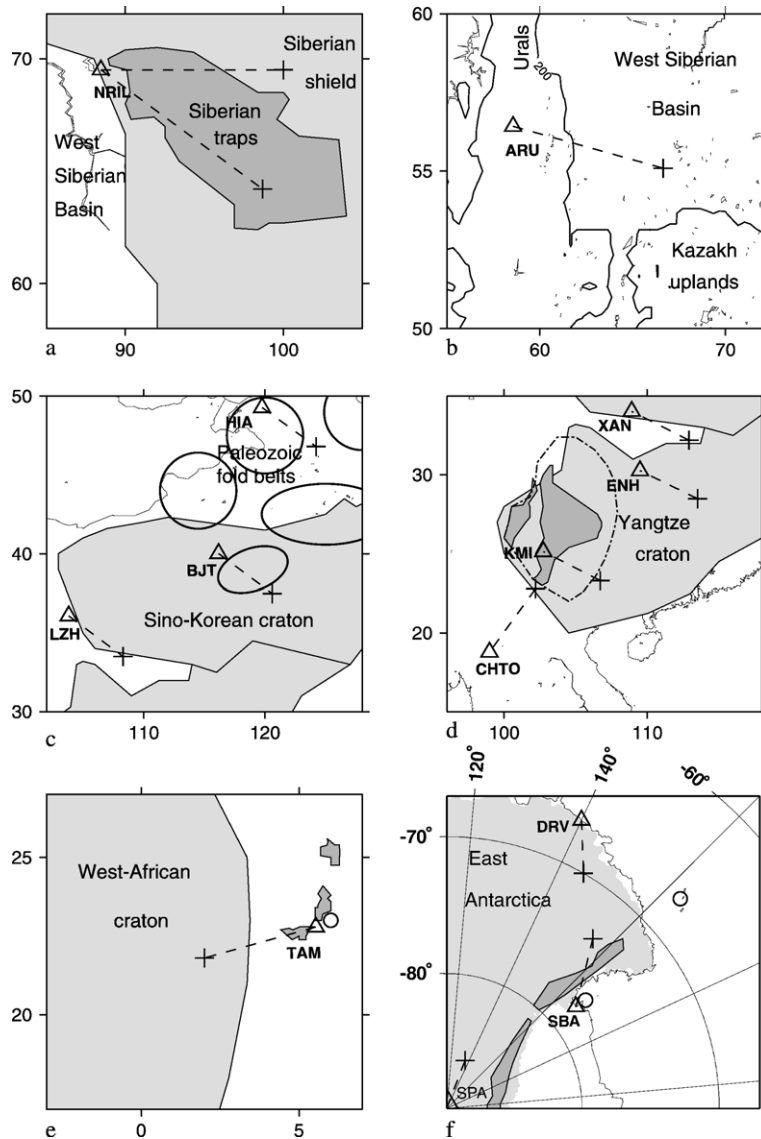 70
60
90
100
NRIL
Siberian
shield
Siberian
traps
West
Siberian
Basin
a
60
55
50
60
70
Urals
200
West Siberian
Basin
ARU
Kazakh
uplands
b
50
40
30
110
120
HIA
Paleozoic
fold belts
BJT
Sino-Korean craton
LZH
c
30
20
100
110
XAN
ENH
Yangtze
craton
KMI
CHTO
d
25
20
0
5
West-African
craton
TAM
e
120°
140°
-60°
-70°
-80°
DRV
East
Antarctica
SBA
SPA
f